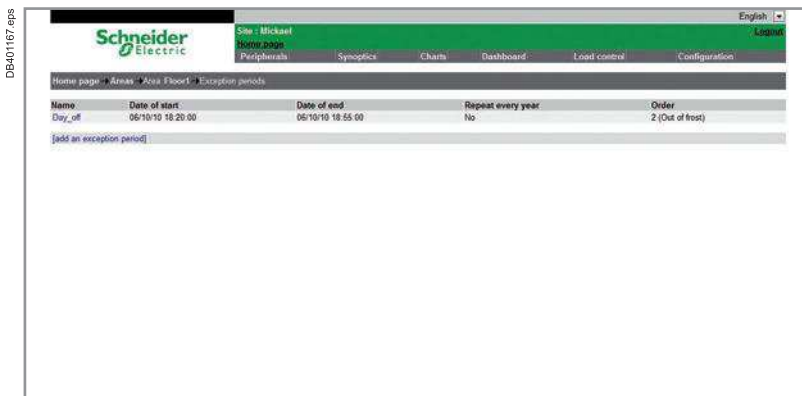 DB401167.eps
English
Schneider Electric
Site : Mickael
Logout
Home page
Peripherals Synoptics Charts Dashboard Load control Configuration
Home page Areas Area Floor1 Exception periods
Name Date of start Date of end Repeat every year Order
Day_off 06/10/10 18:20:00 06/10/10 18:55:00 No 2 (Out of frost)
[add an exception period]